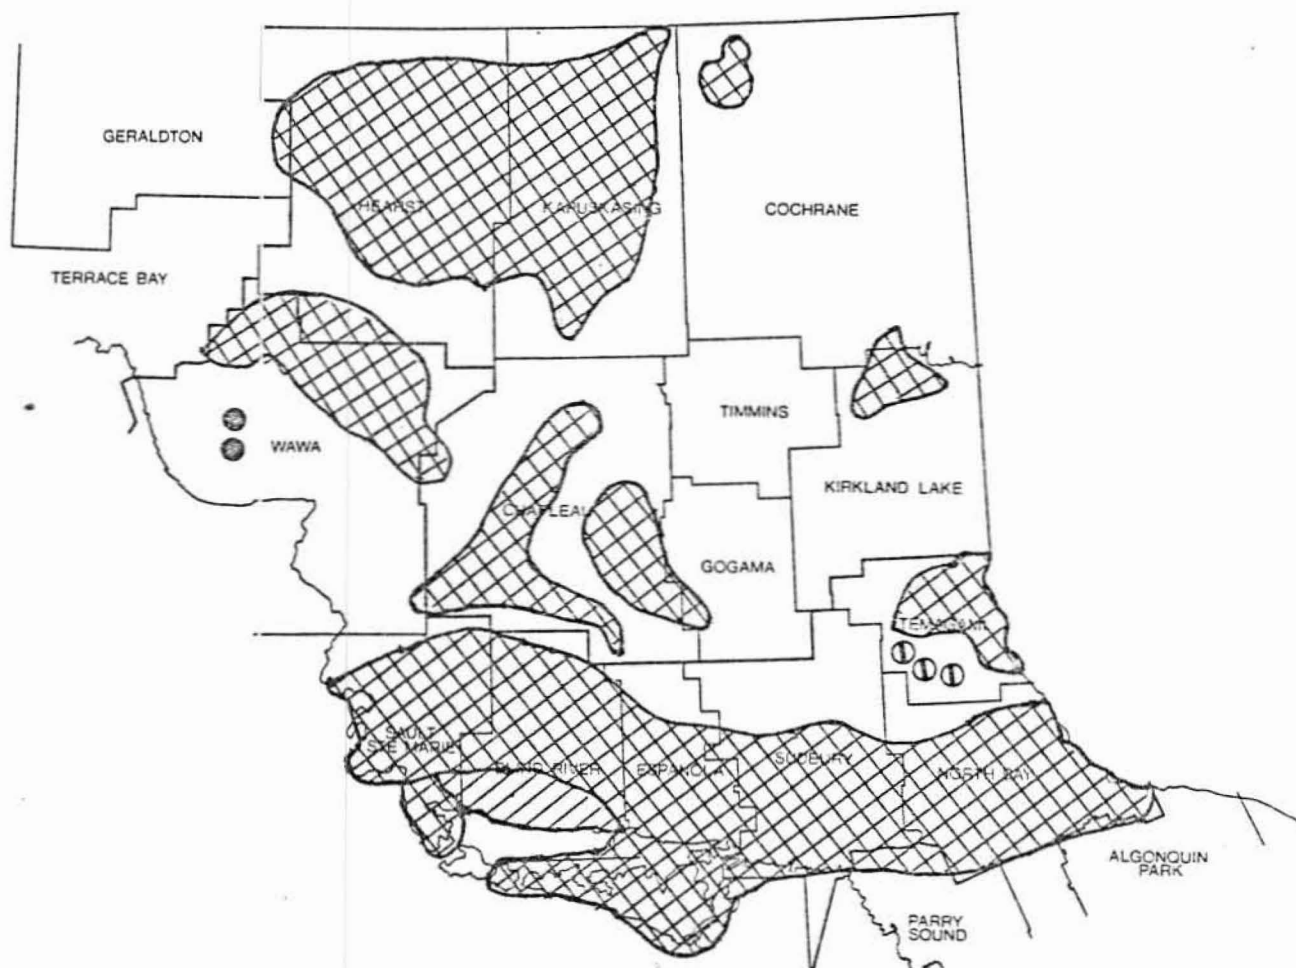 GERALDTON
HEARST
KAPUSKASING
COCHRANE
TERRACE BAY
TIMMINS
WAWA
KIRKLAND LAKE
CHAPLEAU
GOGAMA
TEMAGAMI
SAULT
STE MARIE
BLIND RIVER
ESPANOLA
SUDBURY
NORTH BAY
ALGONQUIN
PARK
PARRY
SOUND